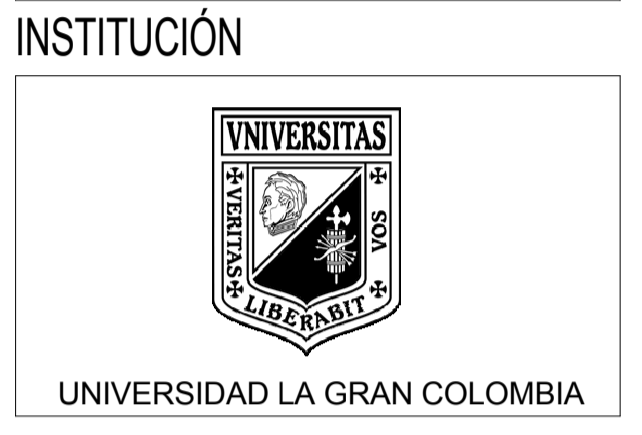 INSTITUCIÓN
VNIVERSITAS
VERITAS
LIBERABIT
VOS
UNIVERSIDAD LA GRAN COLOMBIA